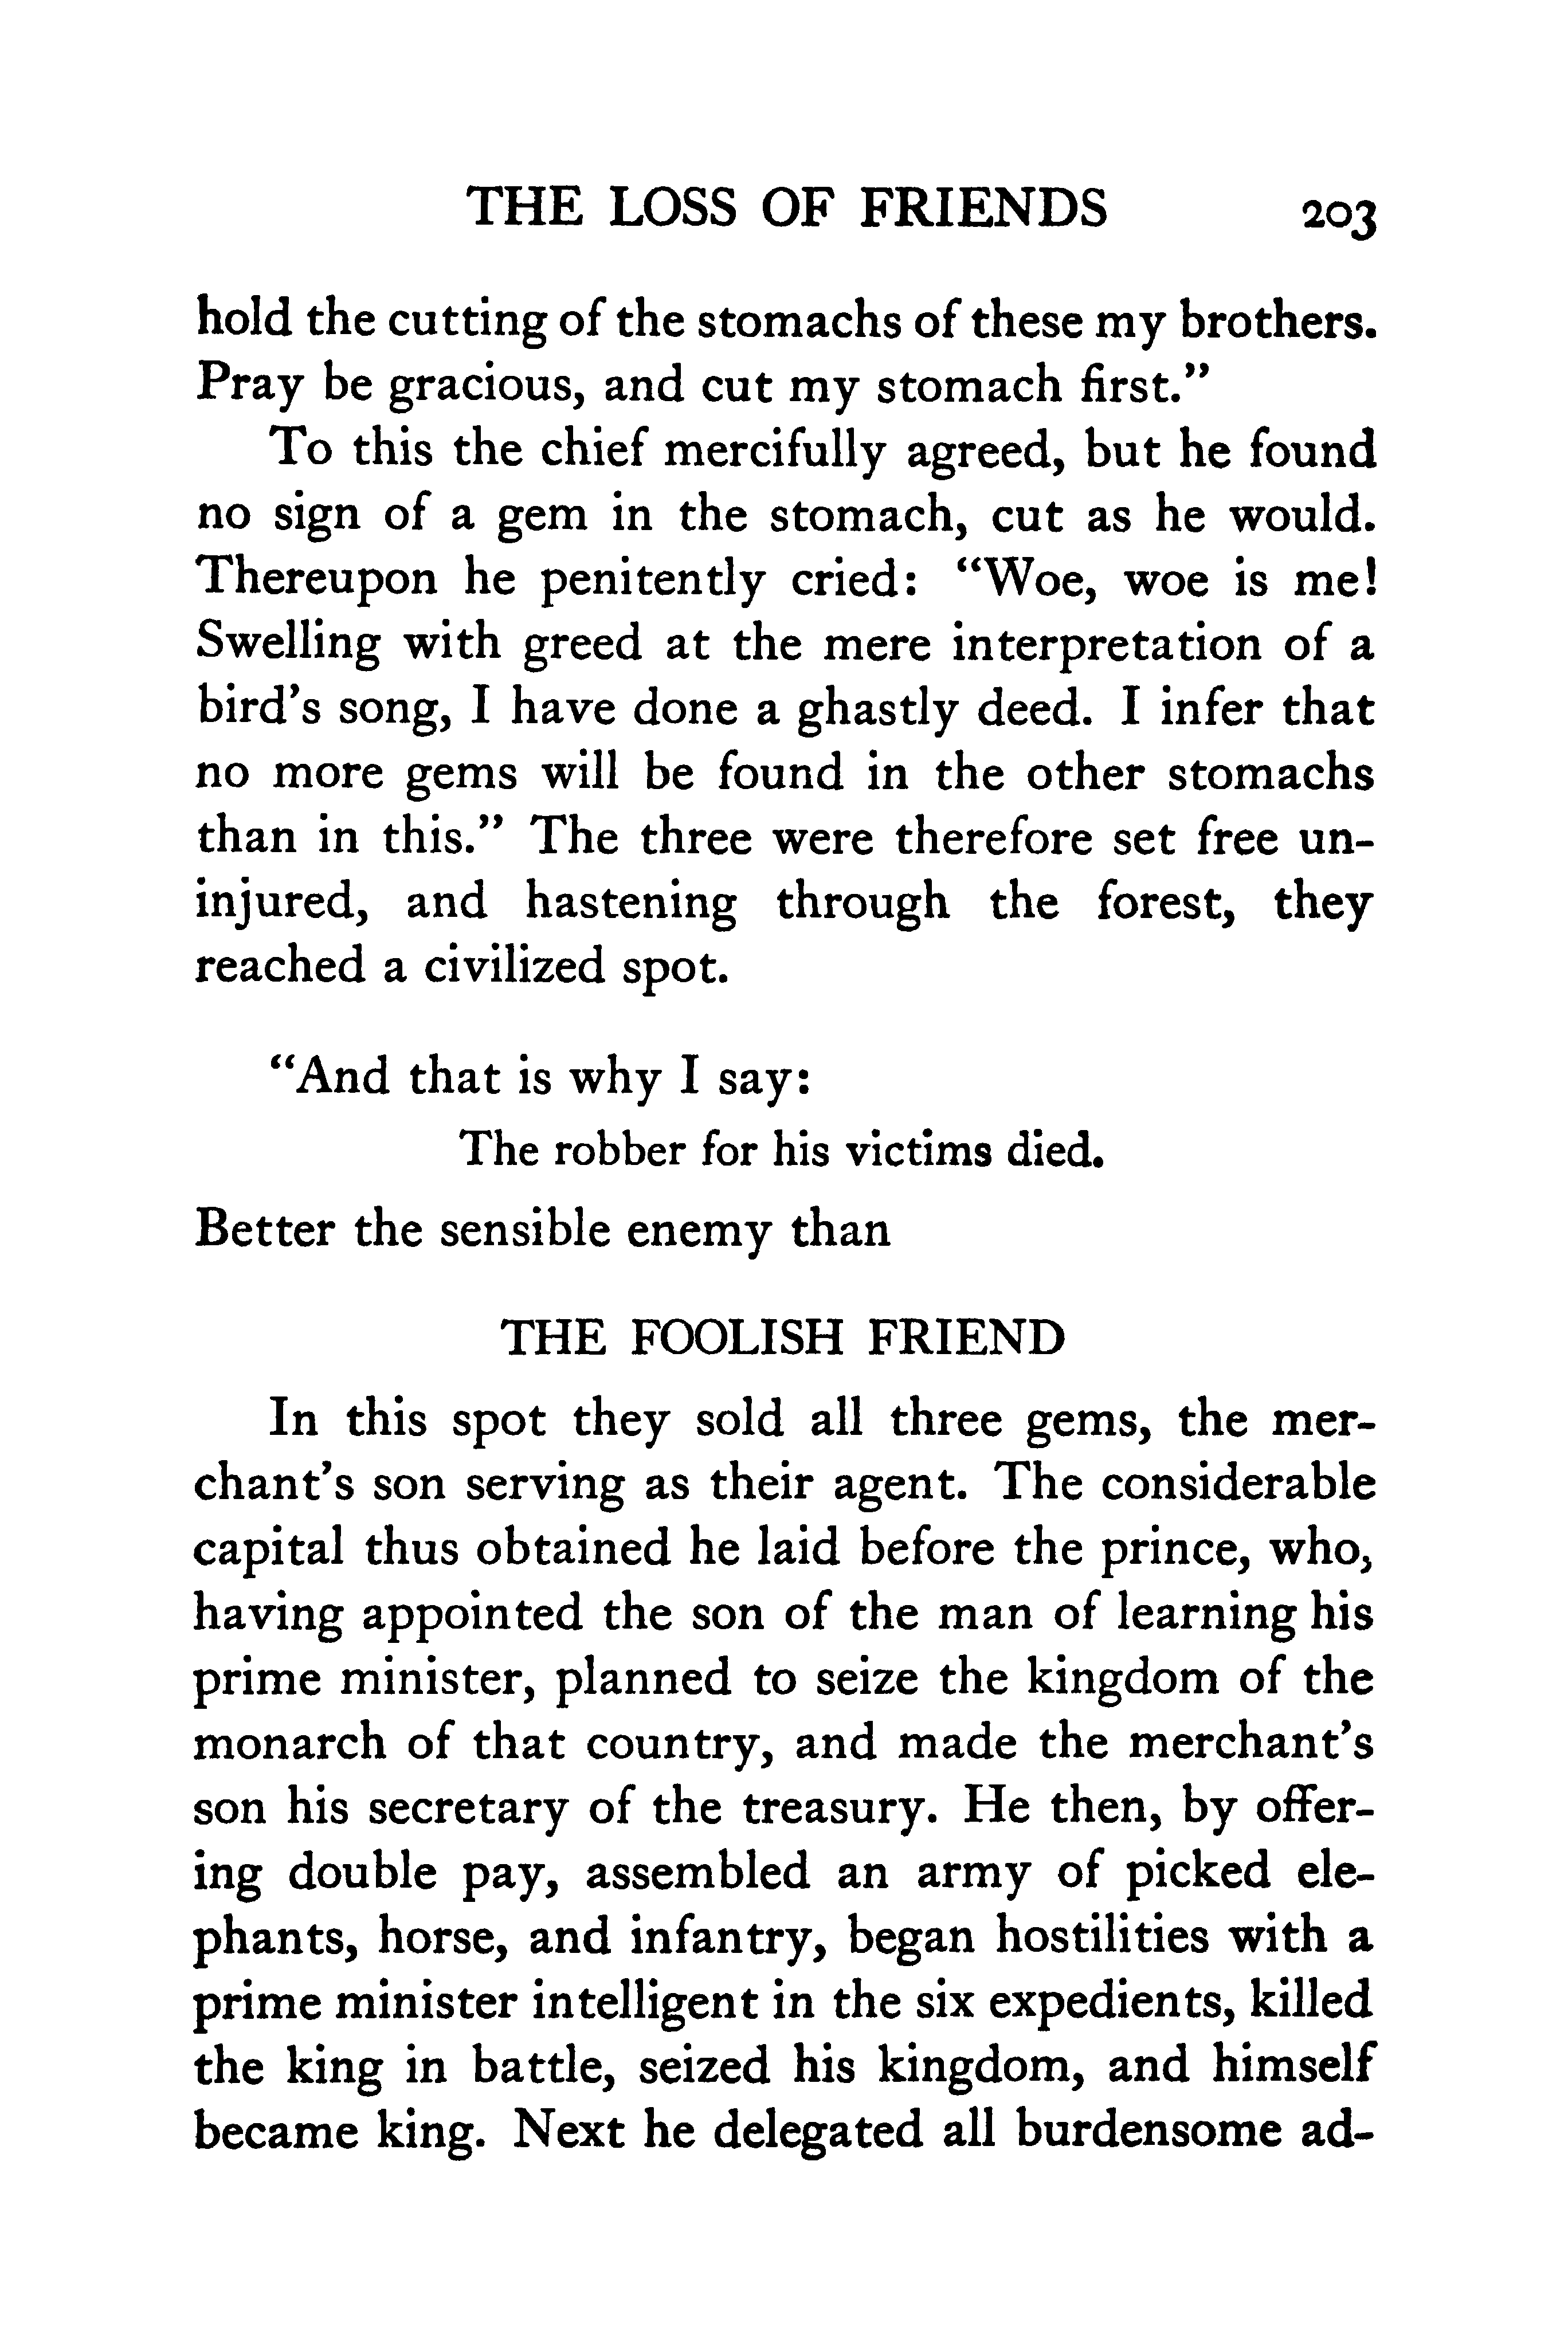 THE LOSS OF FRIENDS 203
hold the cutting of the stomachs of these my brothers.
Pray be gracious, and cut my stomach first.”
To this the chief mercifully agreed, but he found
no sign of a gem in the stomach, cut as he would.
Thereupon he penitently cried: “Woe, woe is me!
Swelling with greed at the mere interpretation of a
bird’s song, I have done a ghastly deed. I infer that
no more gems will be found in the other stomachs
than in this.” The three were therefore set free un-
injured, and hastening through the forest, they
reached a civilized spot.
“And that is why I say:
The robber for his victims died.
Better the sensible enemy than
THE FOOLISH FRIEND
In this spot they sold all three gems, the mer-
chant’s son serving as their agent. The considerable
capital thus obtained he laid before the prince, who,
having appointed the son of the man of learning his
prime minister, planned to seize the kingdom of the
monarch of that country, and made the merchant’s
son his secretary of the treasury. He then, by offer-
ing double pay, assembled an army of picked ele-
phants, horse, and infantry, began hostilities with a
prime minister intelligent in the six expedients, killed
the king in battle, seized his kingdom, and himself
became king. Next he delegated all burdensome ad-